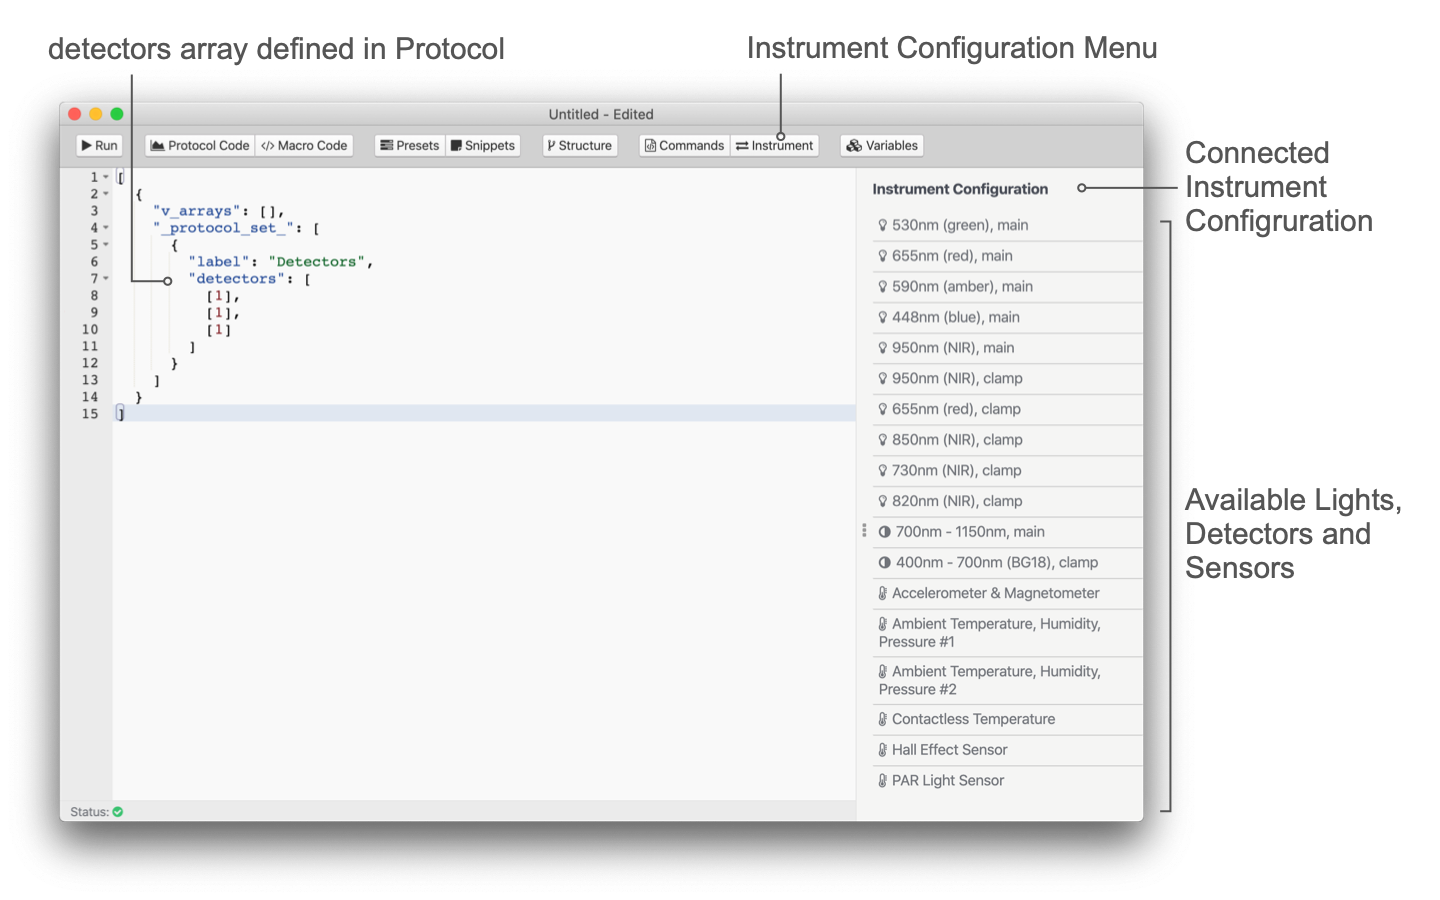 detectors array defined in Protocol
Instrument Configuration Menu
Untitled - Edited
Run
Protocol Code
</> Macro Code
Presets
Snippets
Structure
Commands
Instrument
Variables
1 [
2 {
3 "v_arrays": [],
4 "_protocol_set_": [
5 {
6 "label": "Detectors",
7 "detectors": [
8 [1],
9 [1],
10 [1]
11 ]
12 }
13 ]
14 }
15 ]
Status:
Instrument Configuration
530nm (green), main
655nm (red), main
590nm (amber), main
448nm (blue), main
950nm (NIR), main
950nm (NIR), clamp
655nm (red), clamp
850nm (NIR), clamp
730nm (NIR), clamp
820nm (NIR), clamp
700nm - 1150nm, main
400nm - 700nm (BG18), clamp
Accelerometer & Magnetometer
Ambient Temperature, Humidity,
Pressure #1
Ambient Temperature, Humidity,
Pressure #2
Contactless Temperature
Hall Effect Sensor
PAR Light Sensor
Connected
Instrument
Configruration
Available Lights,
Detectors and
Sensors